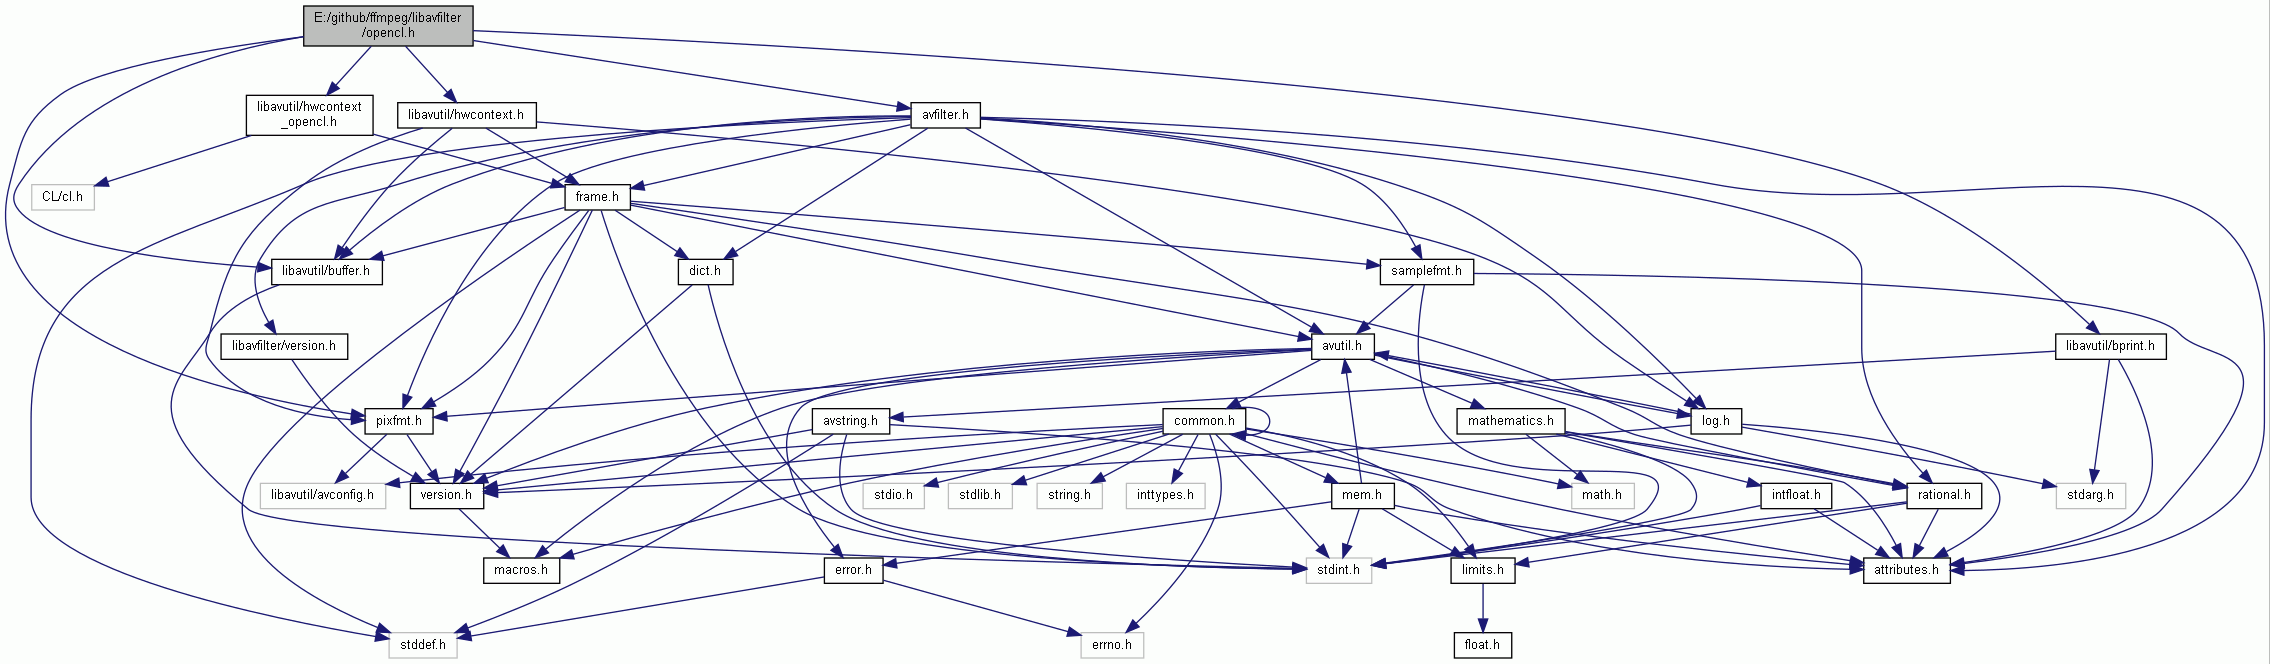 E:/github/ffmpeg/libavfilter
/opencl.h
libavutil/hwcontext
_opencl.h
libavutil/hwcontext.h
avfilter.h
CL/cl.h
frame.h
libavutil/buffer.h
dict.h
samplefmt.h
libavfilter/version.h
avutil.h
libavutil/bprint.h
pixfmt.h
avstring.h
common.h
mathematics.h
log.h
libavutil/avconfig.h
version.h
stdio.h
stdlib.h
string.h
inttypes.h
mem.h
math.h
intfloat.h
rational.h
stdarg.h
macros.h
error.h
stdint.h
limits.h
attributes.h
stddef.h
errno.h
float.h